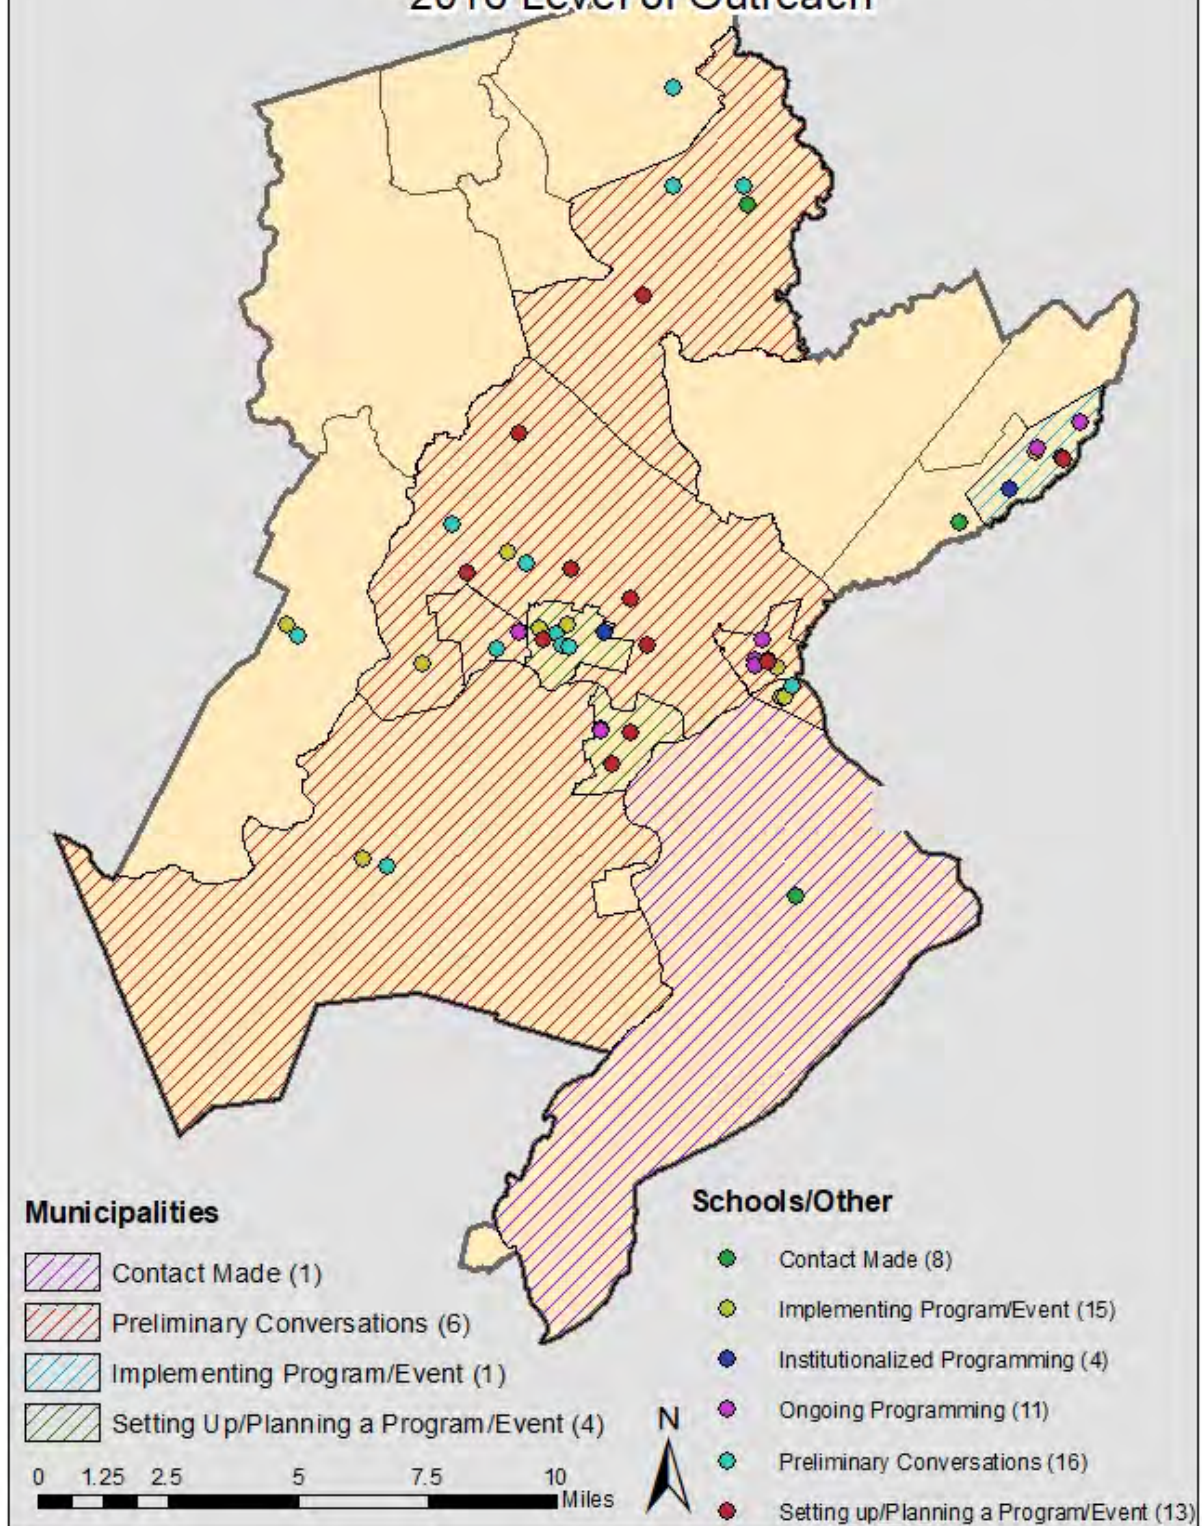 2016 Level of Outreach
Municipalities
Contact Made (1)
Preliminary Conversations (6)
Implementing Program/Event (1)
Setting Up/Planning a Program/Event (4)
0 1.25 2.5 5 7.5 10
Miles
N
Schools/Other
Contact Made (8)
Implementing Program/Event (15)
Institutionalized Programming (4)
Ongoing Programming (11)
Preliminary Conversations (16)
Setting up/Planning a Program/Event (13)